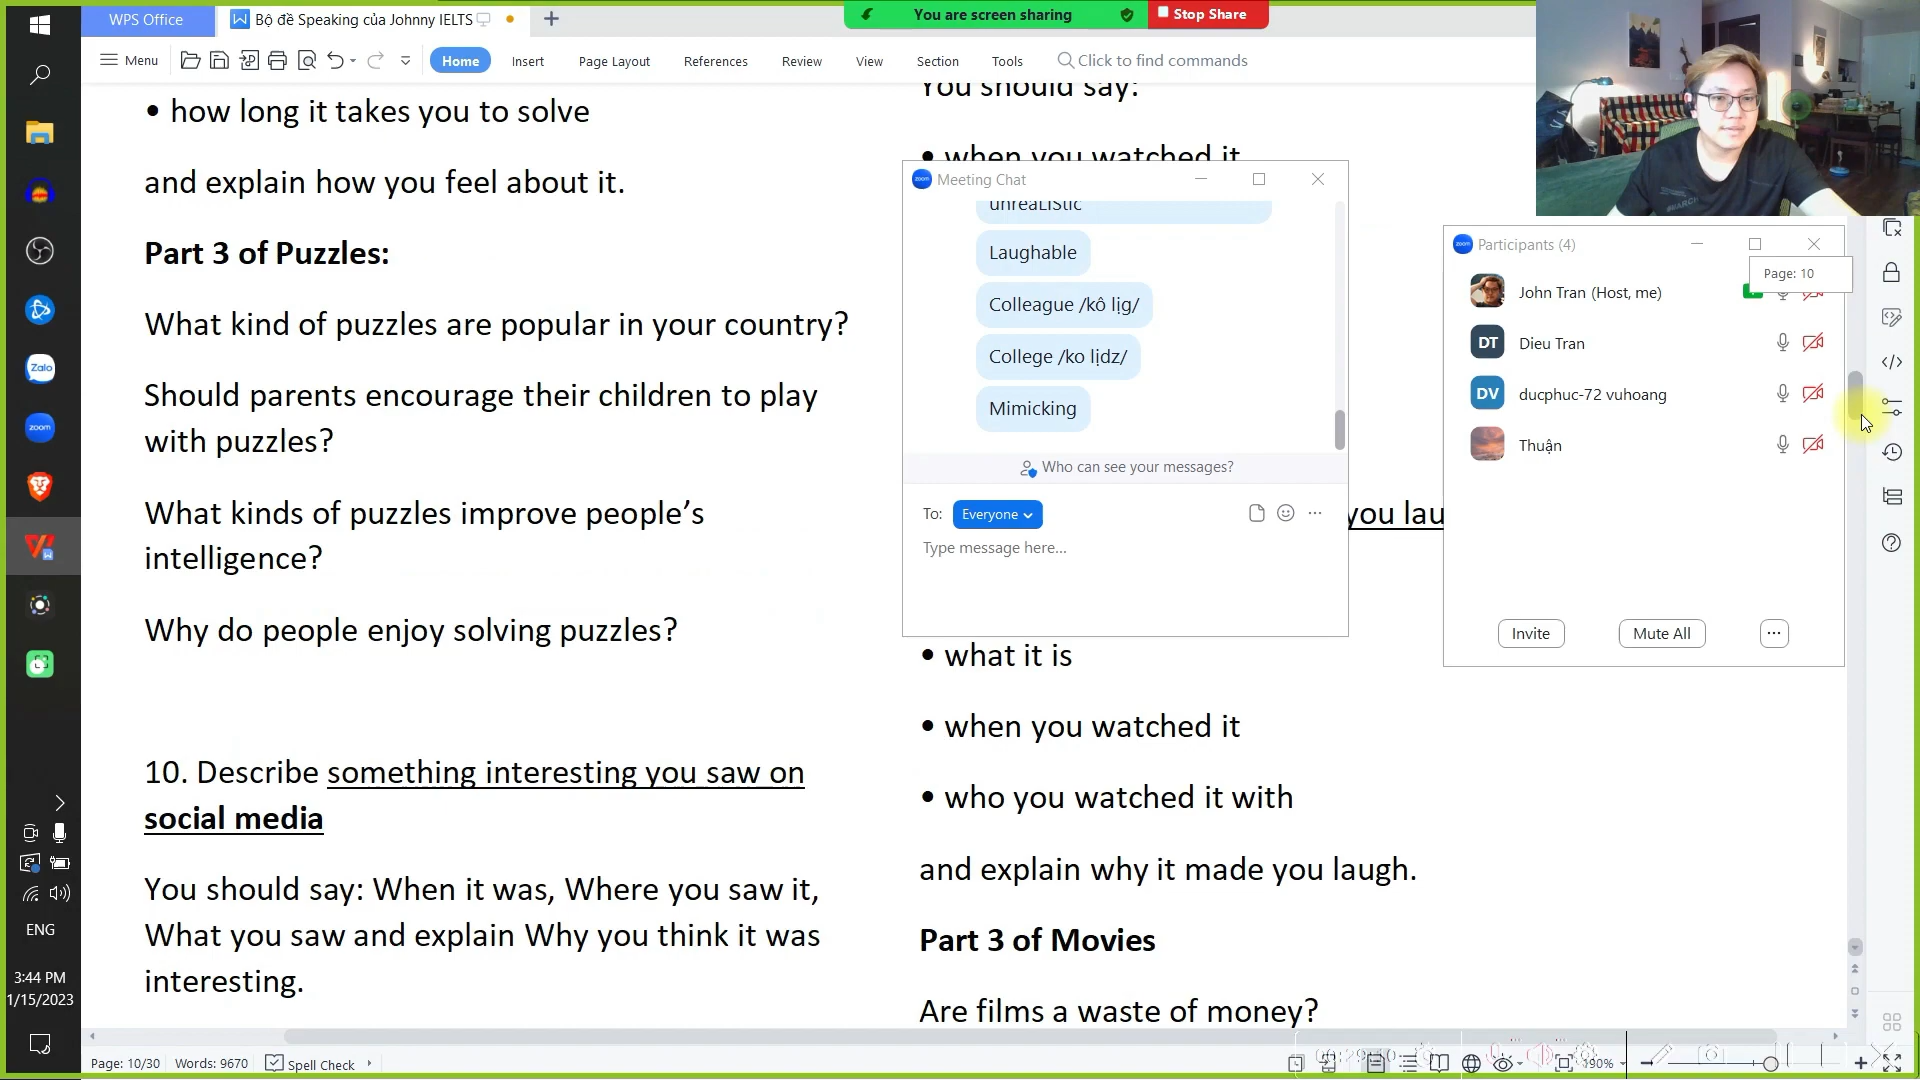 WPS Office
Bộ đề Speaking của Johnny IELTS
You are screen sharing
Stop Share
Menu
Home
Insert
Page Layout
References
Review
View
Section
Tools
Click to find commands
• how long it takes you to solve
and explain how you feel about it.
Part 3 of Puzzles:
What kind of puzzles are popular in your country?
Should parents encourage their children to play
with puzzles?
What kinds of puzzles improve people’s
intelligence?
Why do people enjoy solving puzzles?
10. Describe something interesting you saw on
social media
You should say: When it was, Where you saw it,
What you saw and explain Why you think it was
interesting.
You should say:
• when you watched it
you lau
• what it is
• when you watched it
• who you watched it with
and explain why it made you laugh.
Part 3 of Movies
Are films a waste of money?
zoom
Meeting Chat
unreaListic
Laughable
Colleague /kô lịg/
College /ko lịdz/
Mimicking
Who can see your messages?
To:
Everyone
Type message here...
zoom
Participants (4)
Page: 10
John Tran (Host, me)
DT
Dieu Tran
DV
ducphuc-72 vuhoang
Thuận
Invite
Mute All
Zalo
zoom
ENG
3:44 PM
1/15/2023
Page: 10/30
Words: 9670
Spell Check
190%